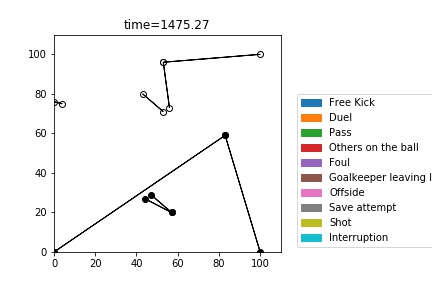 time=1475.27
100
80
60
40
20
0
0 20 40 60 80 100
Free Kick
Duel
Pass
Others on the ball
Foul
Goalkeeper leaving l
Offside
Save attempt
Shot
Interruption